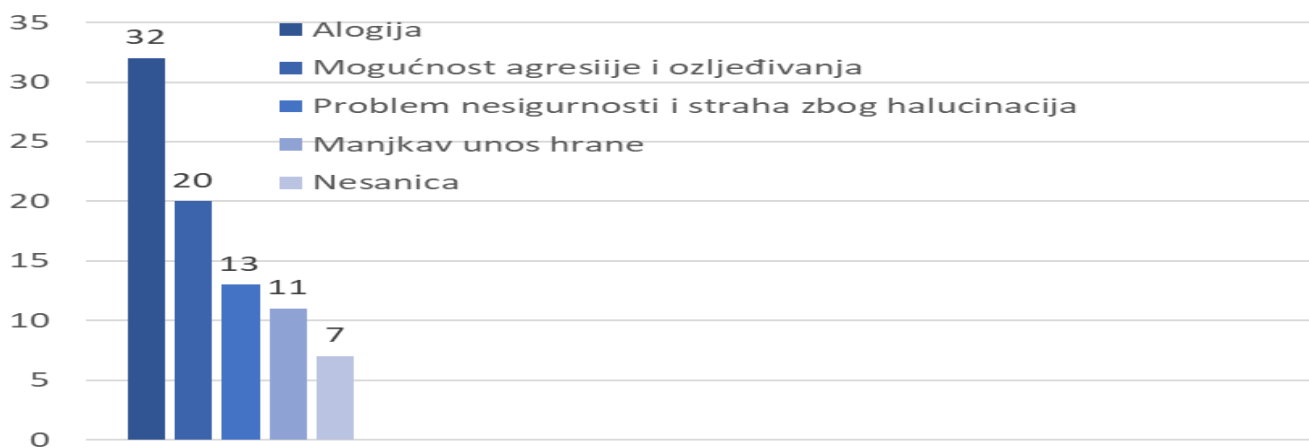 35
32
Alogija
30
Mogućnost agresiije i ozljeđivanja
Problem nesigurnosti i straha zbog halucinacija
25
Manjkav unos hrane
20
Nesanica
20
15
13
11
10
7
5
0